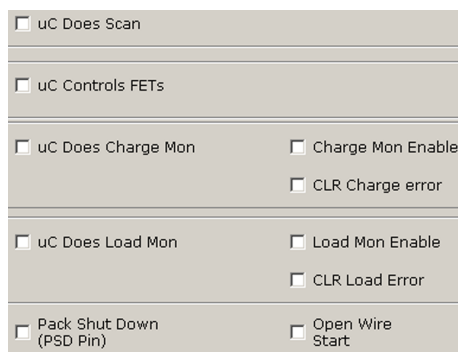 uC Does Scan
uC Controls FETs
uC Does Charge Mon
Charge Mon Enable
CLR Charge error
uC Does Load Mon
Load Mon Enable
CLR Load Error
Pack Shut Down
(PSD Pin)
Open Wire
Start